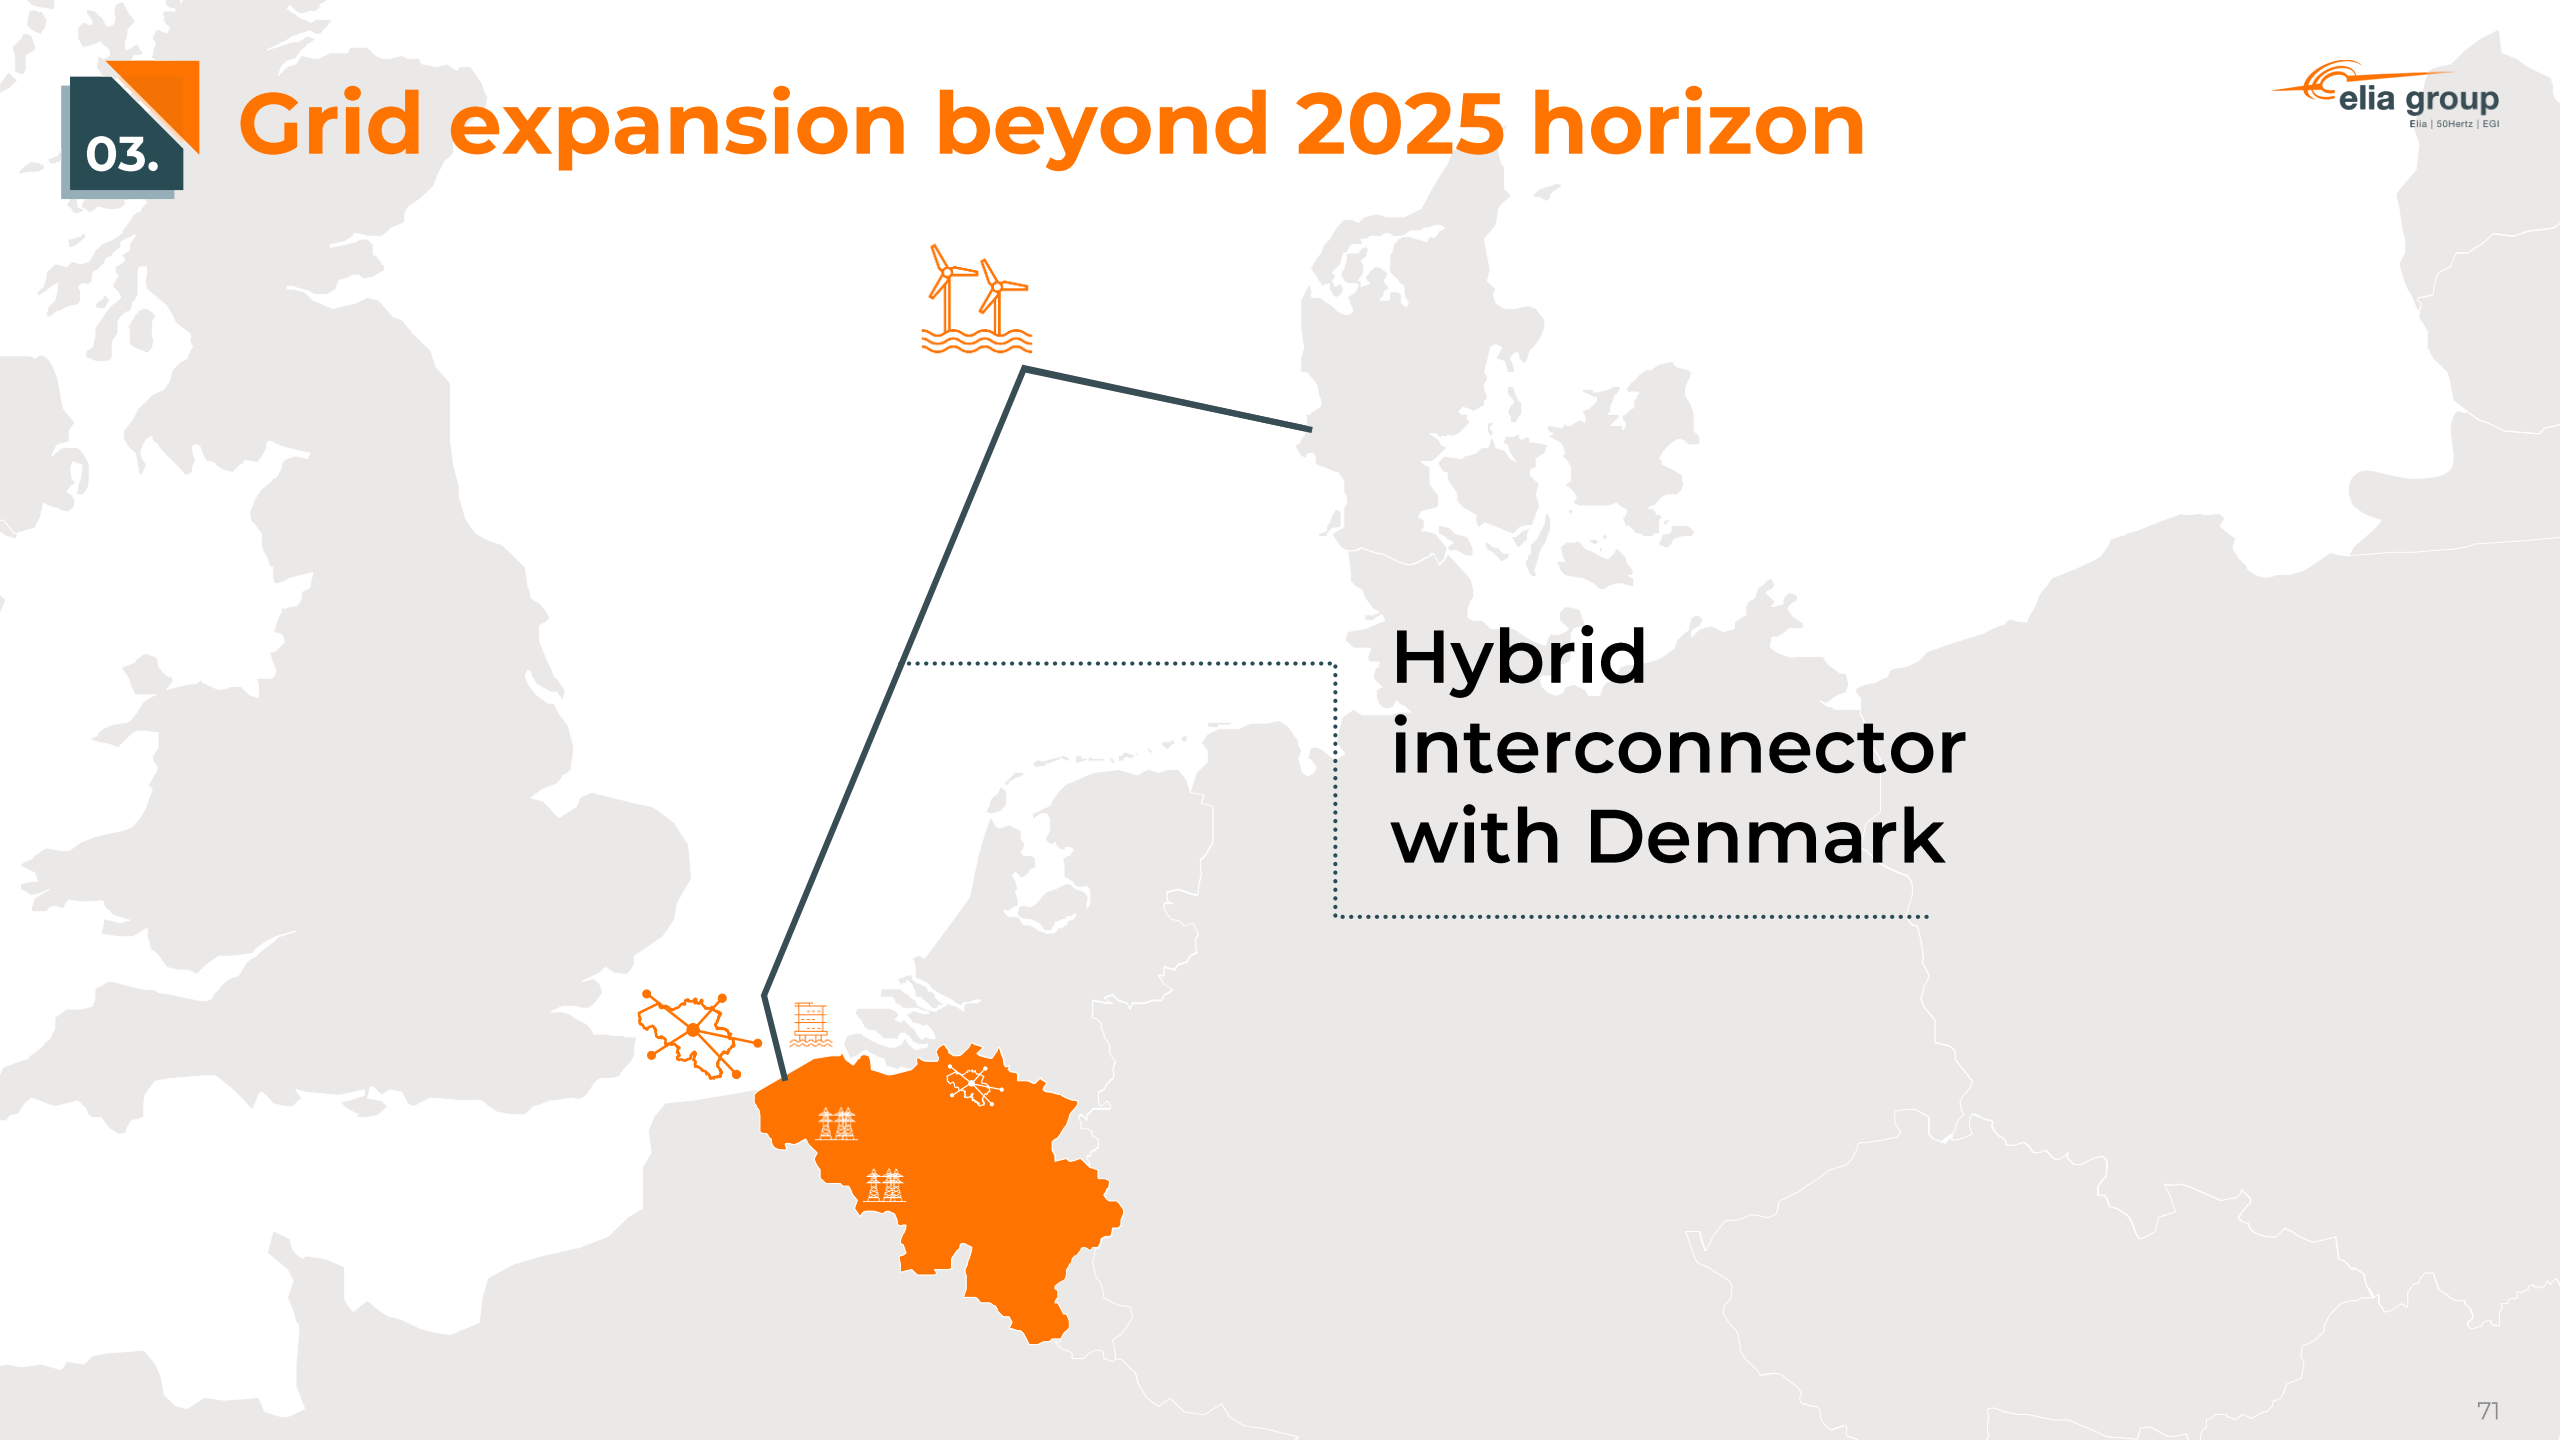 03.
Grid expansion beyond 2025 horizon
elia group
Elia | 50Hertz | EGI
Hybrid
interconnector
with Denmark
71